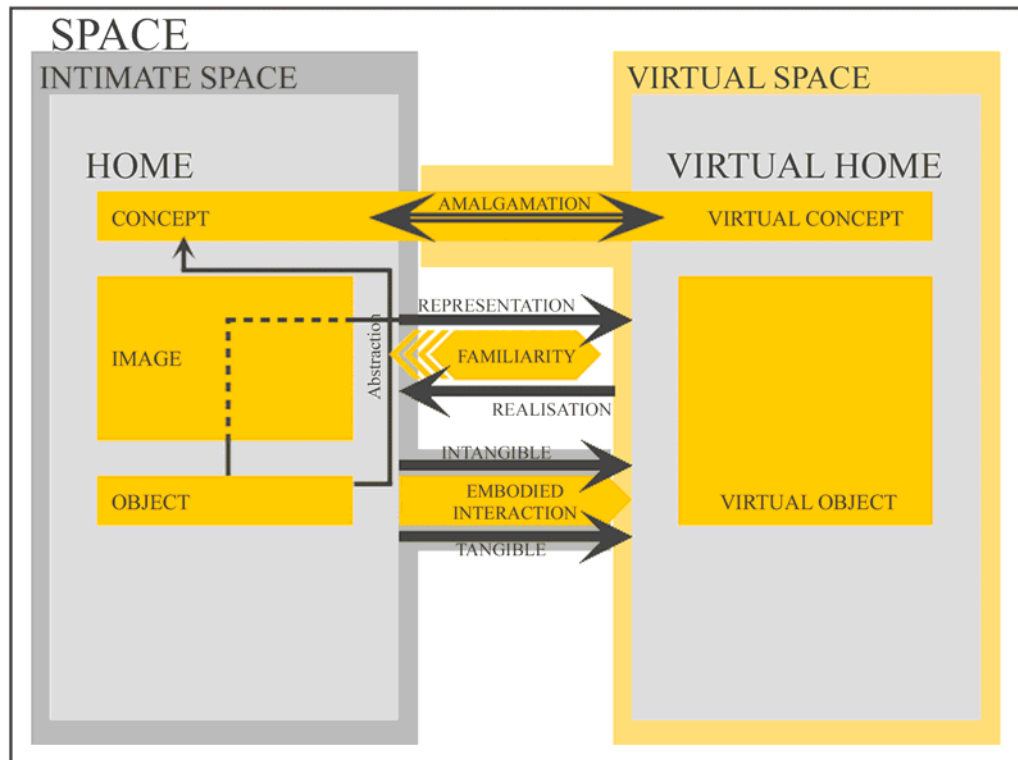 SPACE
INTIMATE SPACE
VIRTUAL SPACE
HOME
VIRTUAL HOME
CONCEPT
AMALGAMATION
VIRTUAL CONCEPT
REPRESENTATION
IMAGE
Abstraction
FAMILIARITY
REALISATION
INTANGIBLE
OBJECT
EMBODIED
INTERACTION
VIRTUAL OBJECT
TANGIBLE